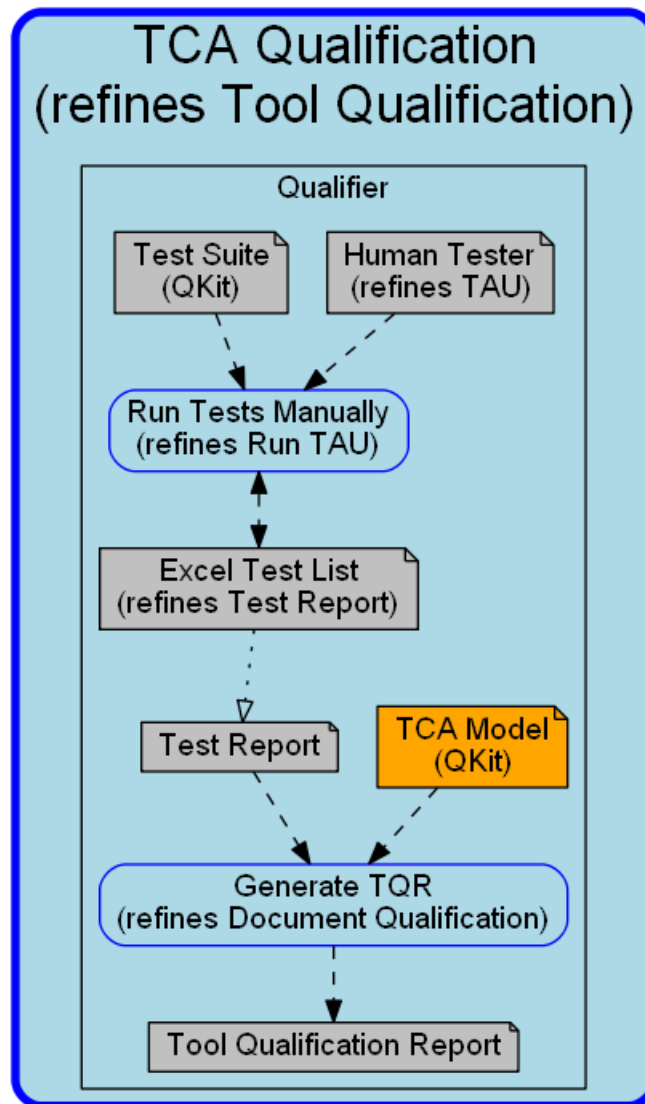 TCA Qualification
(refines Tool Qualification)
Qualifier
Test Suite
(QKit)
Human Tester
(refines TAU)
Run Tests Manually
(refines Run TAU)
Excel Test List
(refines Test Report)
Test Report
TCA Model
(QKit)
Generate TQR
(refines Document Qualification)
Tool Qualification Report